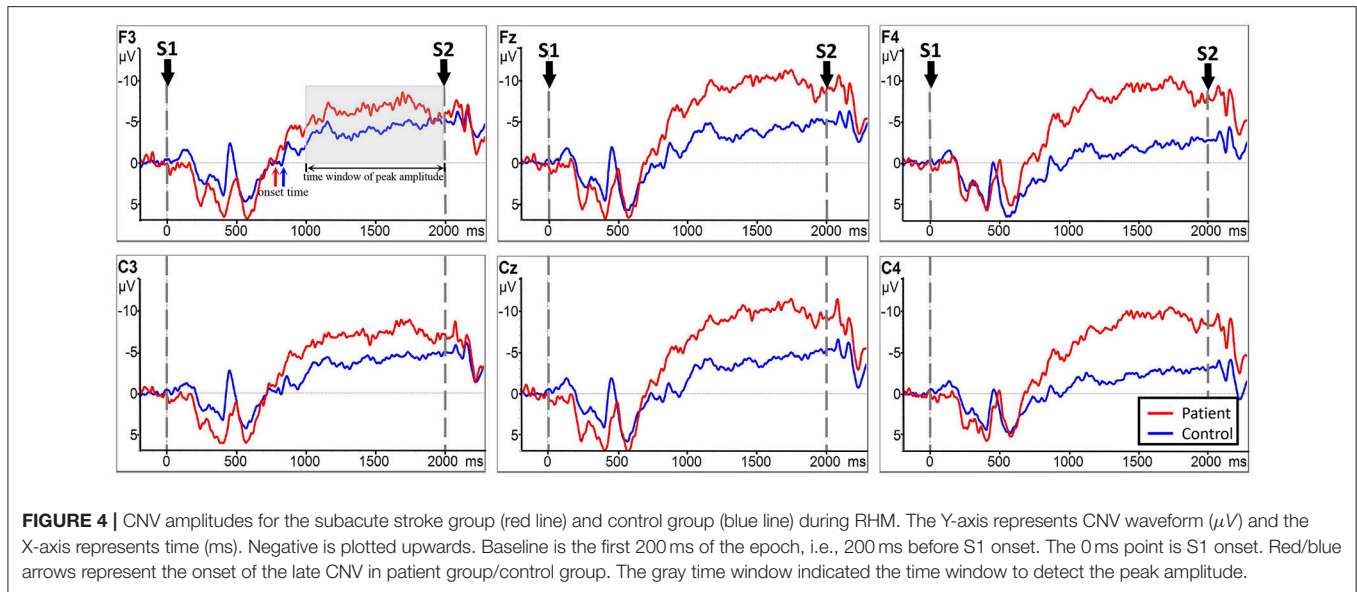 F3
µV
S1
S2
-10
-5
0
5
time window of peak amplitude
onset time
0 500 1000 1500 2000 ms
Fz
µV
S1
S2
-10
-5
0
5
0 500 1000 1500 2000 ms
F4
µV
S1
S2
-10
-5
0
5
0 500 1000 1500 2000 ms
C3
µV
-10
-5
0
5
0 500 1000 1500 2000 ms
Cz
µV
-10
-5
0
5
0 500 1000 1500 2000 ms
C4
µV
-10
-5
0
5
Patient
Control
0 500 1000 1500 2000 ms
FIGURE 4 | CNV amplitudes for the subacute stroke group (red line) and control group (blue line) during RHM. The Y-axis represents CNV waveform (µV) and the
X-axis represents time (ms). Negative is plotted upwards. Baseline is the first 200 ms of the epoch, i.e., 200 ms before S1 onset. The 0 ms point is S1 onset. Red/blue
arrows represent the onset of the late CNV in patient group/control group. The gray time window indicated the time window to detect the peak amplitude.